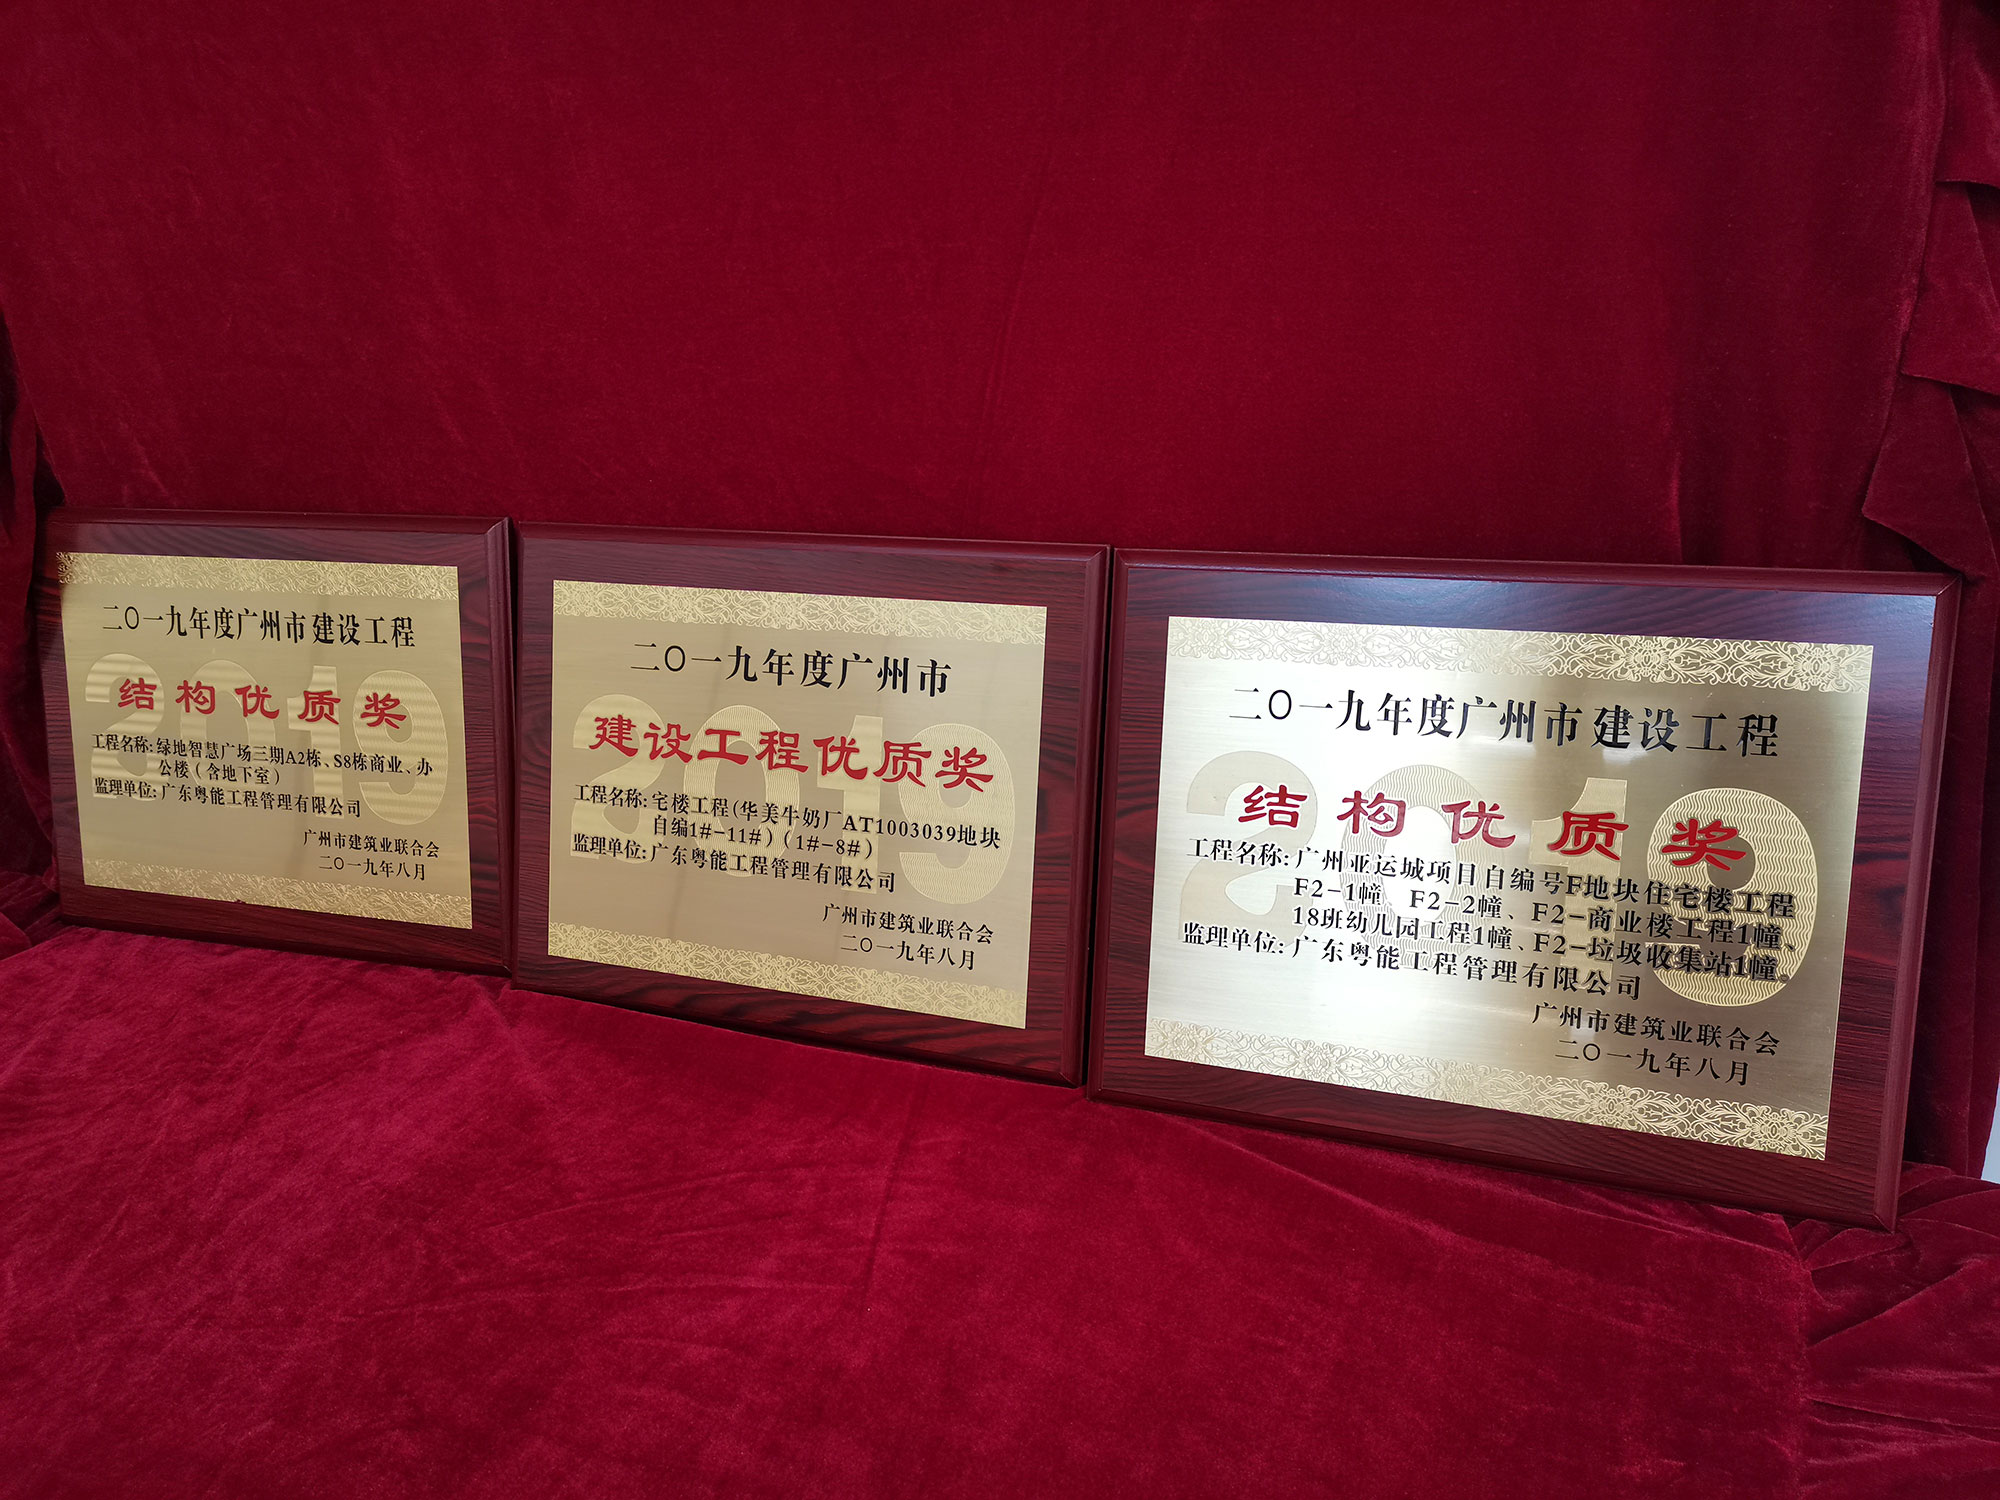 二〇一九年度广州市建设工程
2019
结构优质奖
工程名称:绿地智慧广场三期A2栋、S8栋商业、办
公楼(含地下室)
监理单位:广东粤能工程管理有限公司
广州市建筑业联合会
二〇一九年八月
二〇一九年度广州市
2019
建设工程优质奖
工程名称:宅楼工程(华美牛奶厂AT1003039地块
自编1#-11#)(1#-8#)
监理单位:广东粤能工程管理有限公司
广州市建筑业联合会
二〇一九年八月
二〇一九年度广州市建设工程
2019
结构优质奖
工程名称:广州亚运城项目自编号F地块住宅楼工程
F2-1幢 F2-2幢、F2-商业楼工程1幢、
18班幼儿园工程1幢、F2-垃圾收集站1幢、
监理单位:广东粤能工程管理有限公司
广州市建筑业联合会
二〇一九年八月